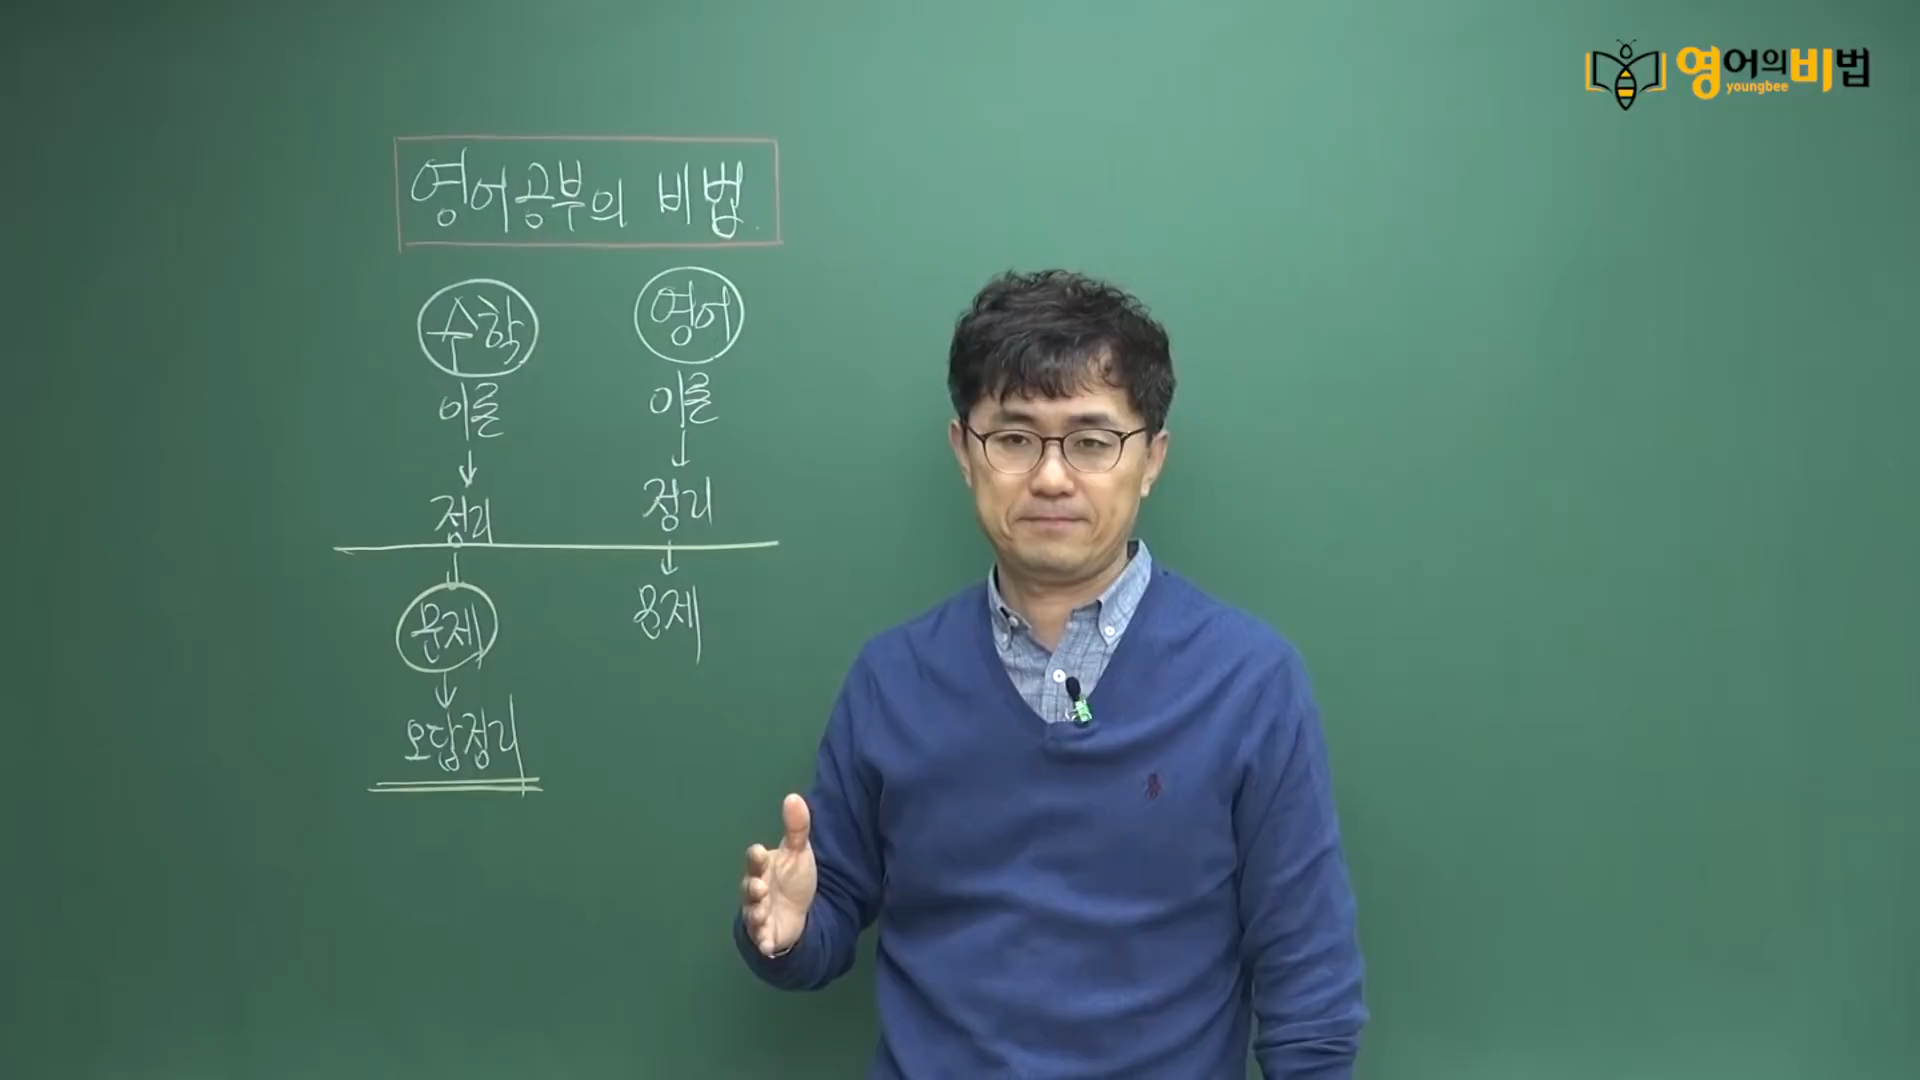 영어의비법
youngbee
영어공부의 비법.
수학
이론
↓
정리
↓
문제
↓
오답정리
영어
이론
↓
정리
↓
문제